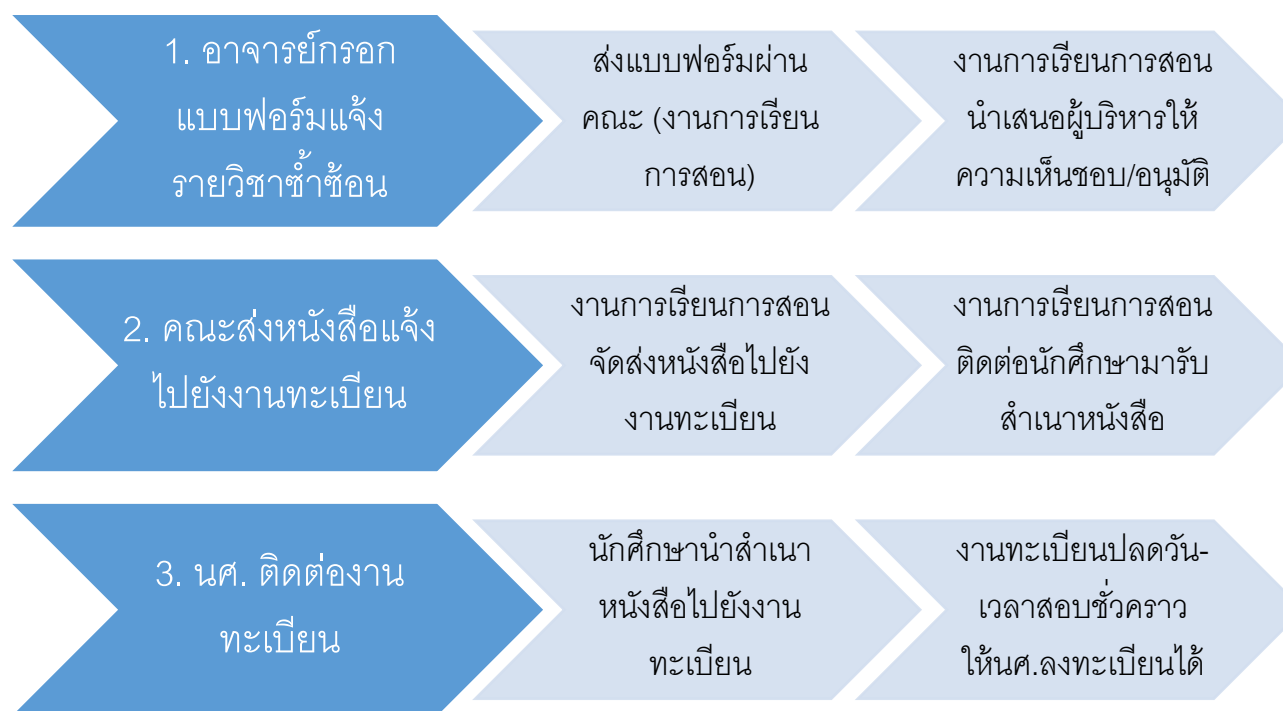 1. อาจารย์กรอก
แบบฟอร์มแจ้ง
รายวิชาซ้ำซ้อน
ส่งแบบฟอร์มผ่าน
คณะ (งานการเรียน
การสอน)
งานการเรียนการสอน
นำเสนอผู้บริหารให้
ความเห็นชอบ/อนุมัติ
2. คณะส่งหนังสือแจ้ง
ไปยังงานทะเบียน
งานการเรียนการสอน
จัดส่งหนังสือไปยัง
งานทะเบียน
งานการเรียนการสอน
ติดต่อนักศึกษามารับ
สำเนาหนังสือ
3. นศ. ติดต่องาน
ทะเบียน
นักศึกษานำสำเนา
หนังสือไปยังงาน
ทะเบียน
งานทะเบียนปลดวัน-
เวลาสอบชั่วคราว
ให้นศ.ลงทะเบียนได้